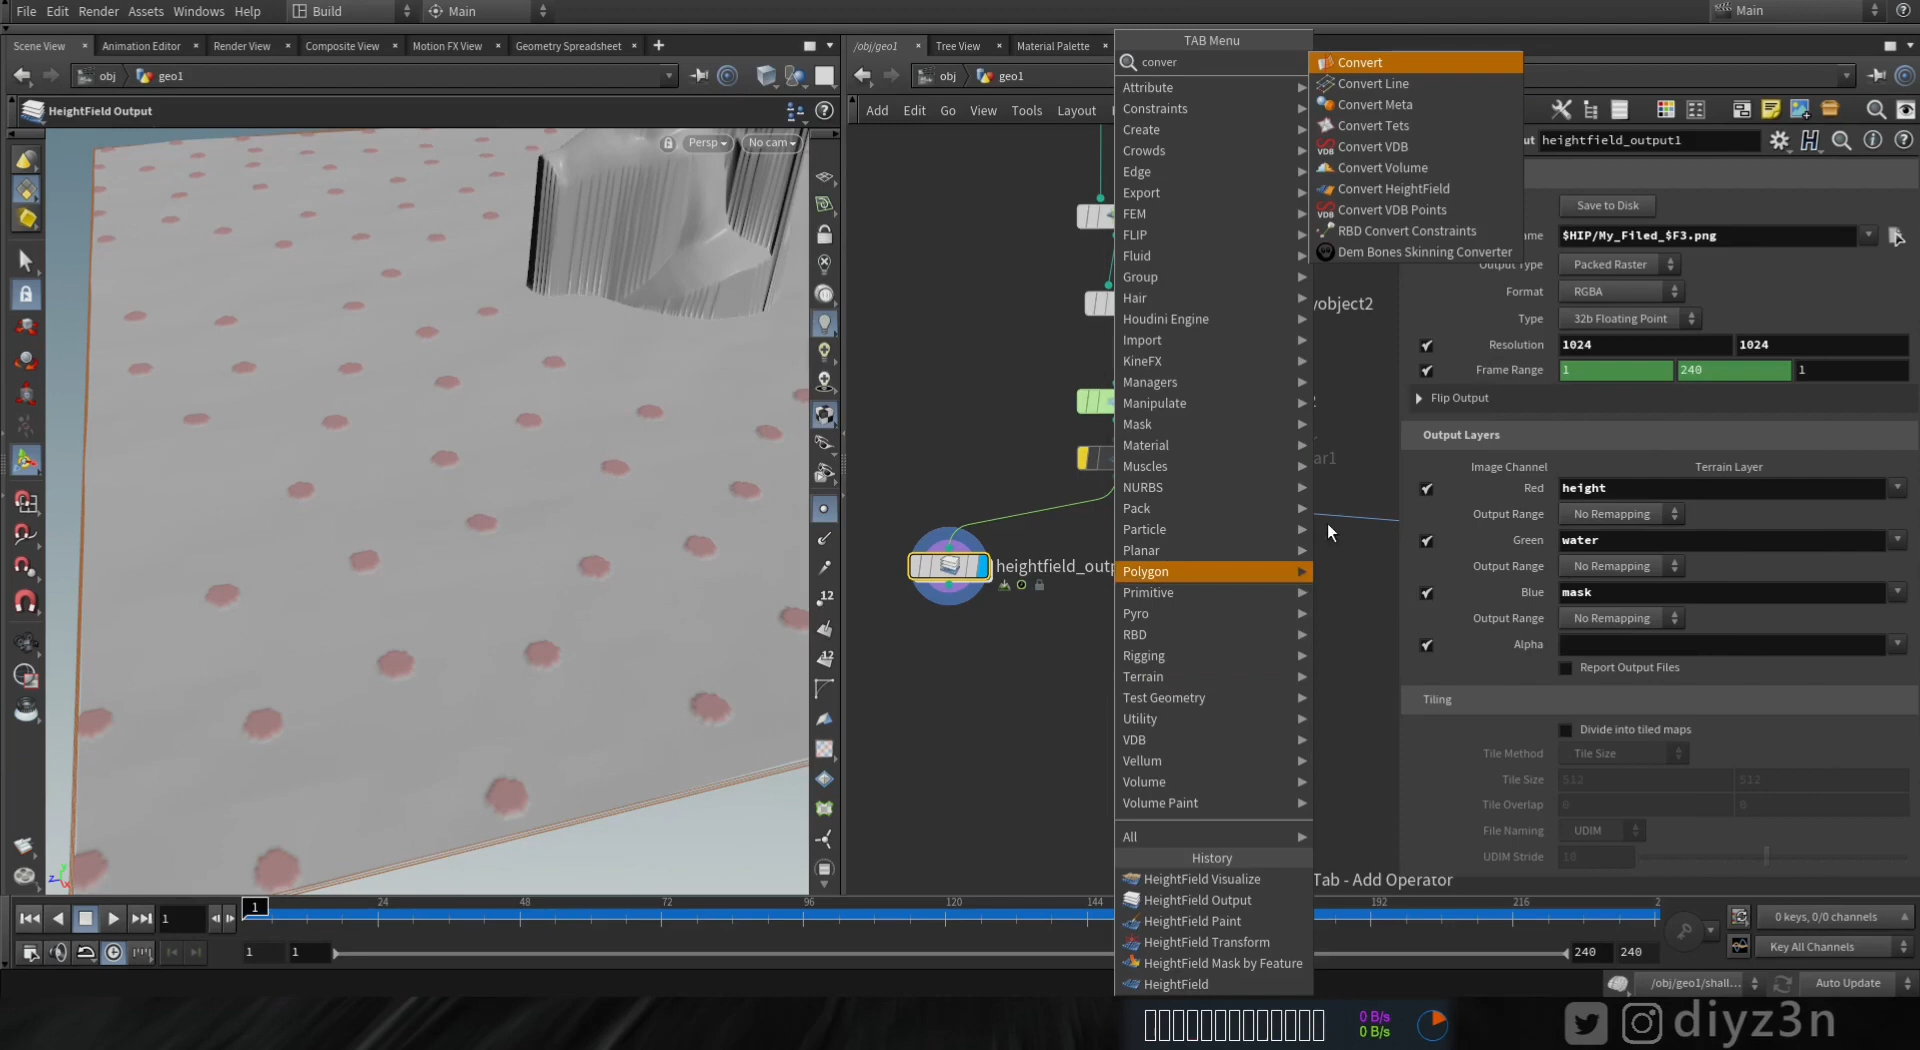 File Edit Render Assets Windows Help Build Main Main
Scene View Animation Editor Render View Composite View Motion FX View Geometry Spreadsheet
obj geo1
HeightField Output
Persp No cam
12
12
/obj/geo1 Tree View Material Palette
obj geo1
Add Edit Go View Tools Layout
TAB Menu
conver
Attribute
Constraints
Create
Crowds
Edge
Export
FEM
FLIP
Fluid
Group
Hair
Houdini Engine
Import
KineFX
Managers
Manipulate
Mask
Material
Muscles
NURBS
Pack
Particle
Planar
Polygon
Primitive
Pyro
RBD
Rigging
Terrain
Test Geometry
Utility
VDB
Vellum
Volume
Volume Paint
All
History
HeightField Visualize
HeightField Output
HeightField Paint
HeightField Transform
HeightField Mask by Feature
HeightField
Convert
Convert Line
Convert Meta
Convert Tets
Convert VDB
Convert Volume
Convert HeightField
Convert VDB Points
RBD Convert Constraints
Dem Bones Skinning Converter
object2
ar1
heightfield_outp
Tab - Add Operator
ut heightfield_output1
Save to Disk
me $HIP/My_Filed_$F3.png
Output Type Packed Raster
Format RGBA
Type 32b Floating Point
Resolution 1024 1024
Frame Range 1 240 1
Flip Output
Output Layers
Image Channel Terrain Layer
Red height
Output Range No Remapping
Green water
Output Range No Remapping
Blue mask
Output Range No Remapping
Alpha
Report Output Files
Tiling
Divide into tiled maps
Tile Method Tile Size
Tile Size 512 512
Tile Overlap 0 0
File Naming UDIM
UDIM Stride 10
1 1 24 48 72 96 120 144 192 216 2
1 1 240 240
0 keys, 0/0 channels
Key All Channels
/obj/geo1/shall... Auto Update
0 B/s
0 B/s
diyz3n